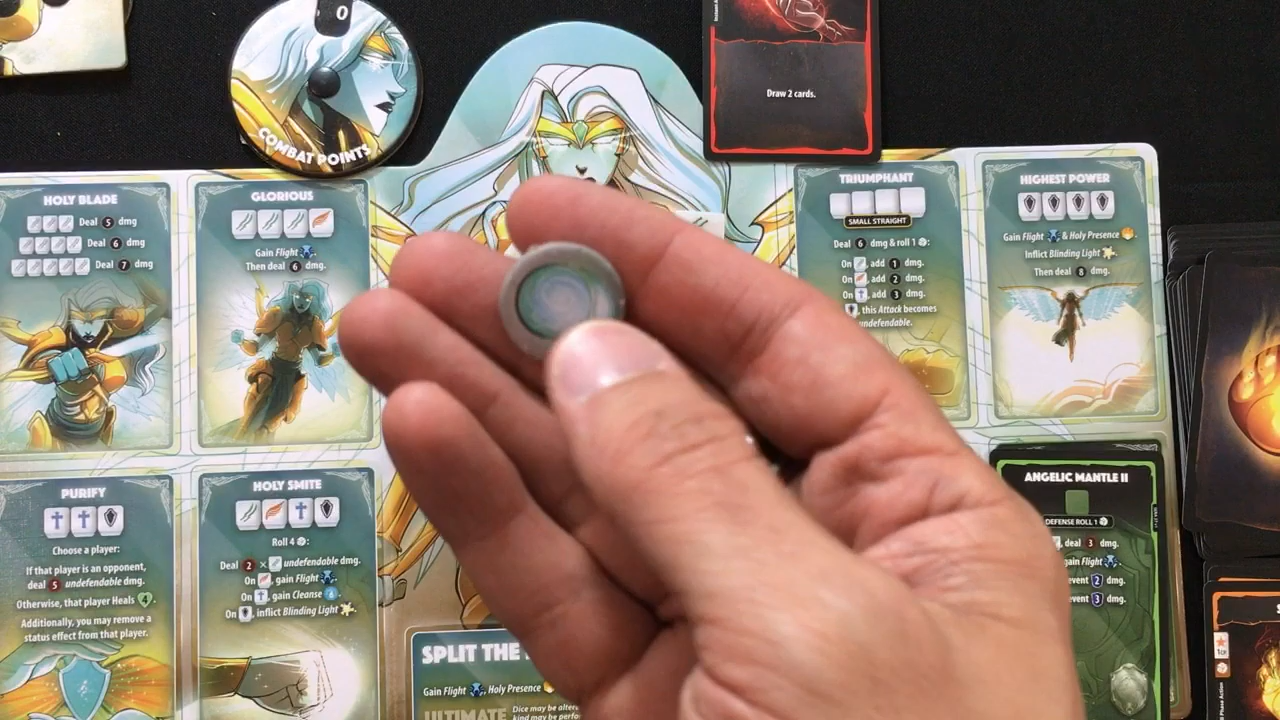 0
COMBAT POINTS
Draw 2 cards.
HOLY BLADE
Deal 5 dmg
Deal 6 dmg
Deal 7 dmg
GLORIOUS
Gain Flight
Then deal 6 dmg.
TRIUMPHANT
SMALL STRAIGHT
Deal 6 dmg & roll 1
On , add 1 dmg.
On , add 2 dmg.
On , add 3 dmg.
, this Attack becomes
undefendable.
HIGHEST POWER
Gain Flight & Holy Presence
Inflict Blinding Light
Then deal 8 dmg.
PURIFY
Choose a player:
If that player is an opponent,
deal 5 undefendable dmg.
Otherwise, that player Heals 4.
Additionally, you may remove a
status effect from that player.
HOLY SMITE
Roll 4 :
Deal 2 x undefendable dmg.
On , gain Flight
On , gain Cleanse
On , inflict Blinding Light
ANGELIC MANTLE II
DEFENSE ROLL 1
, deal 3 dmg.
gain Flight
2 dmg.
3 dmg.
SPLIT THE
Gain Flight , Holy Presence
ULTIMATE
Dice may be
kind may be
1CP
Phase Action